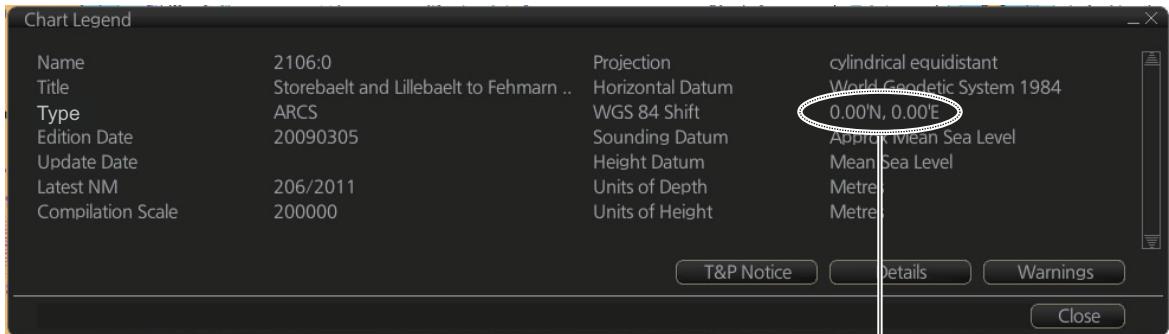 Chart Legend
Name 2106:0 Projection cylindrical equidistant
Title Storebaelt and Lillebaelt to Fehmarn .. Horizontal Datum World Geodetic System 1984
Type ARCS WGS 84 Shift 0.00'N, 0.00'E
Edition Date 20090305 Sounding Datum Approx Mean Sea Level
Update Date Height Datum Mean Sea Level
Latest NM 206/2011 Units of Depth Metres
Compilation Scale 200000 Units of Height Metres
T&P Notice Details Warnings
Close